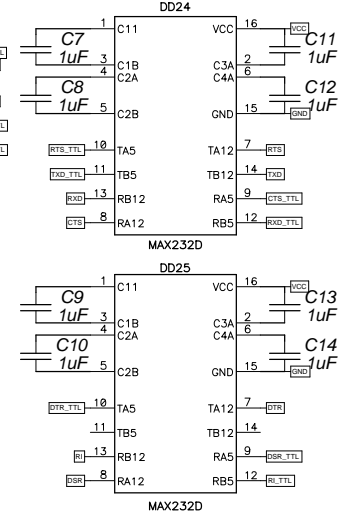 DD24
1 C11 VCC 16 VCC
C7 C11
1uF 1uF
3 C1B C3A 2
4 C2A C4A 6
C8 C12
1uF 1uF
5 C2B GND 15 GND
RTS_TTL 10 TA5 TA12 7 RTS
TXD_TTL 11 TB5 TB12 14 TXD
RXD 13 RB12 RA5 9 CTS_TTL
CTS 8 RA12 RB5 12 RXD_TTL
MAX232D
DD25
1 C11 VCC 16 VCC
C9 C13
1uF 1uF
3 C1B C3A 2
4 C2A C4A 6
C10 C14
1uF 1uF
5 C2B GND 15 GND
DTR_TTL 10 TA5 TA12 7 DTR
11 TB5 TB12 14
RI 13 RB12 RA5 9 DSR_TTL
DSR 8 RA12 RB5 12 RI_TTL
MAX232D